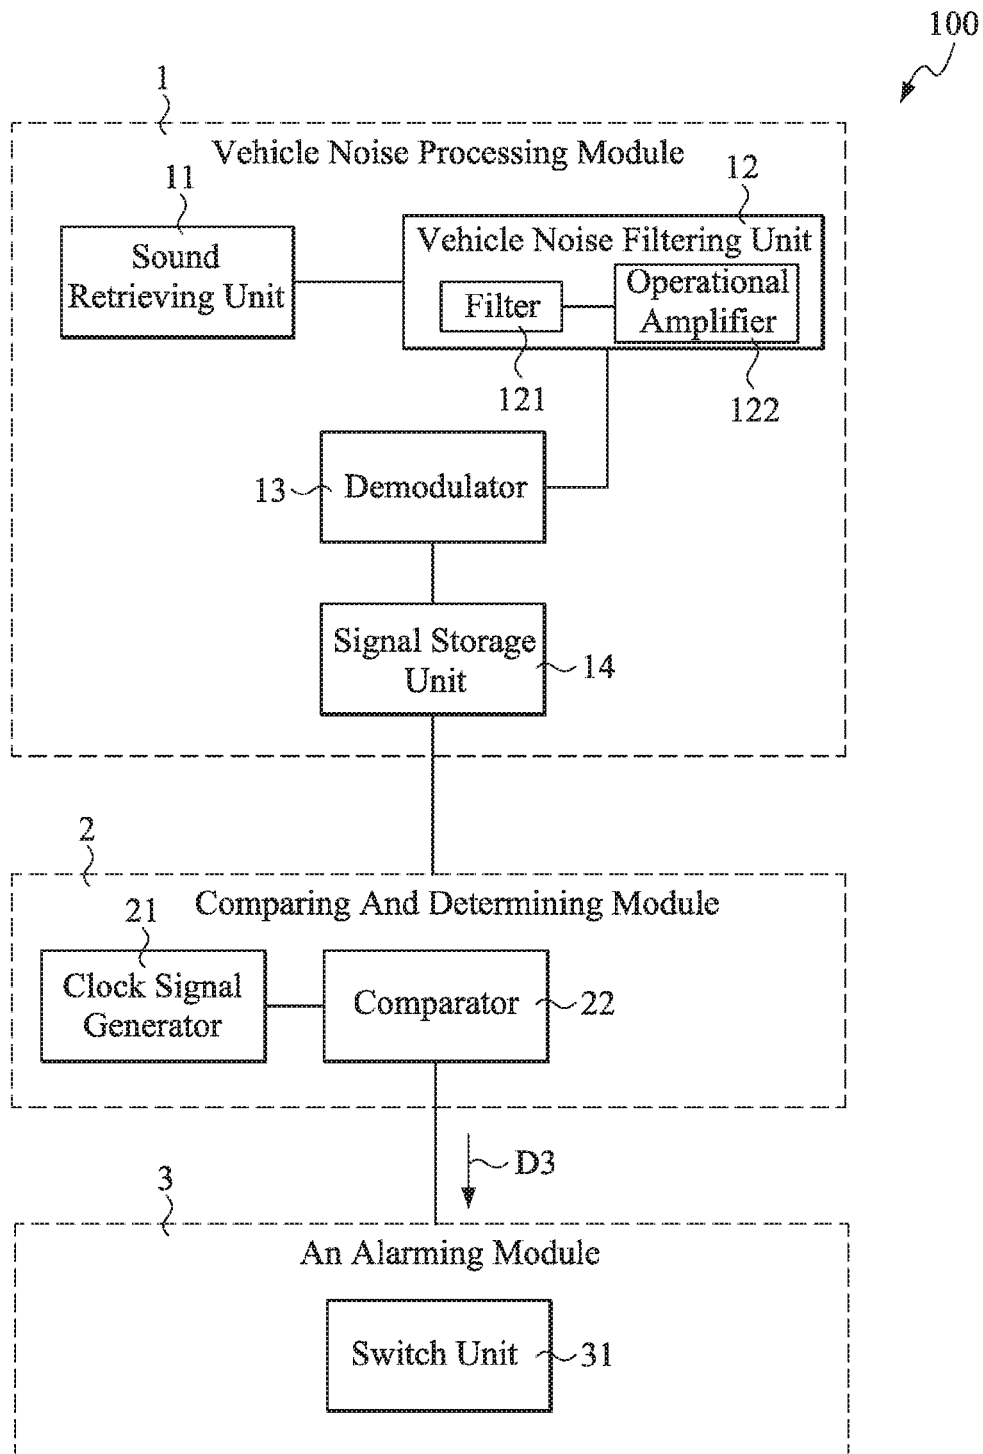 100
1
Vehicle Noise Processing Module
11
12
Sound
Retrieving Unit
Vehicle Noise Filtering Unit
Filter
Operational
Amplifier
121
122
13
Demodulator
Signal Storage
Unit
14
2
Comparing And Determining Module
21
Clock Signal
Generator
Comparator
22
D3
3
An Alarming Module
Switch Unit
31